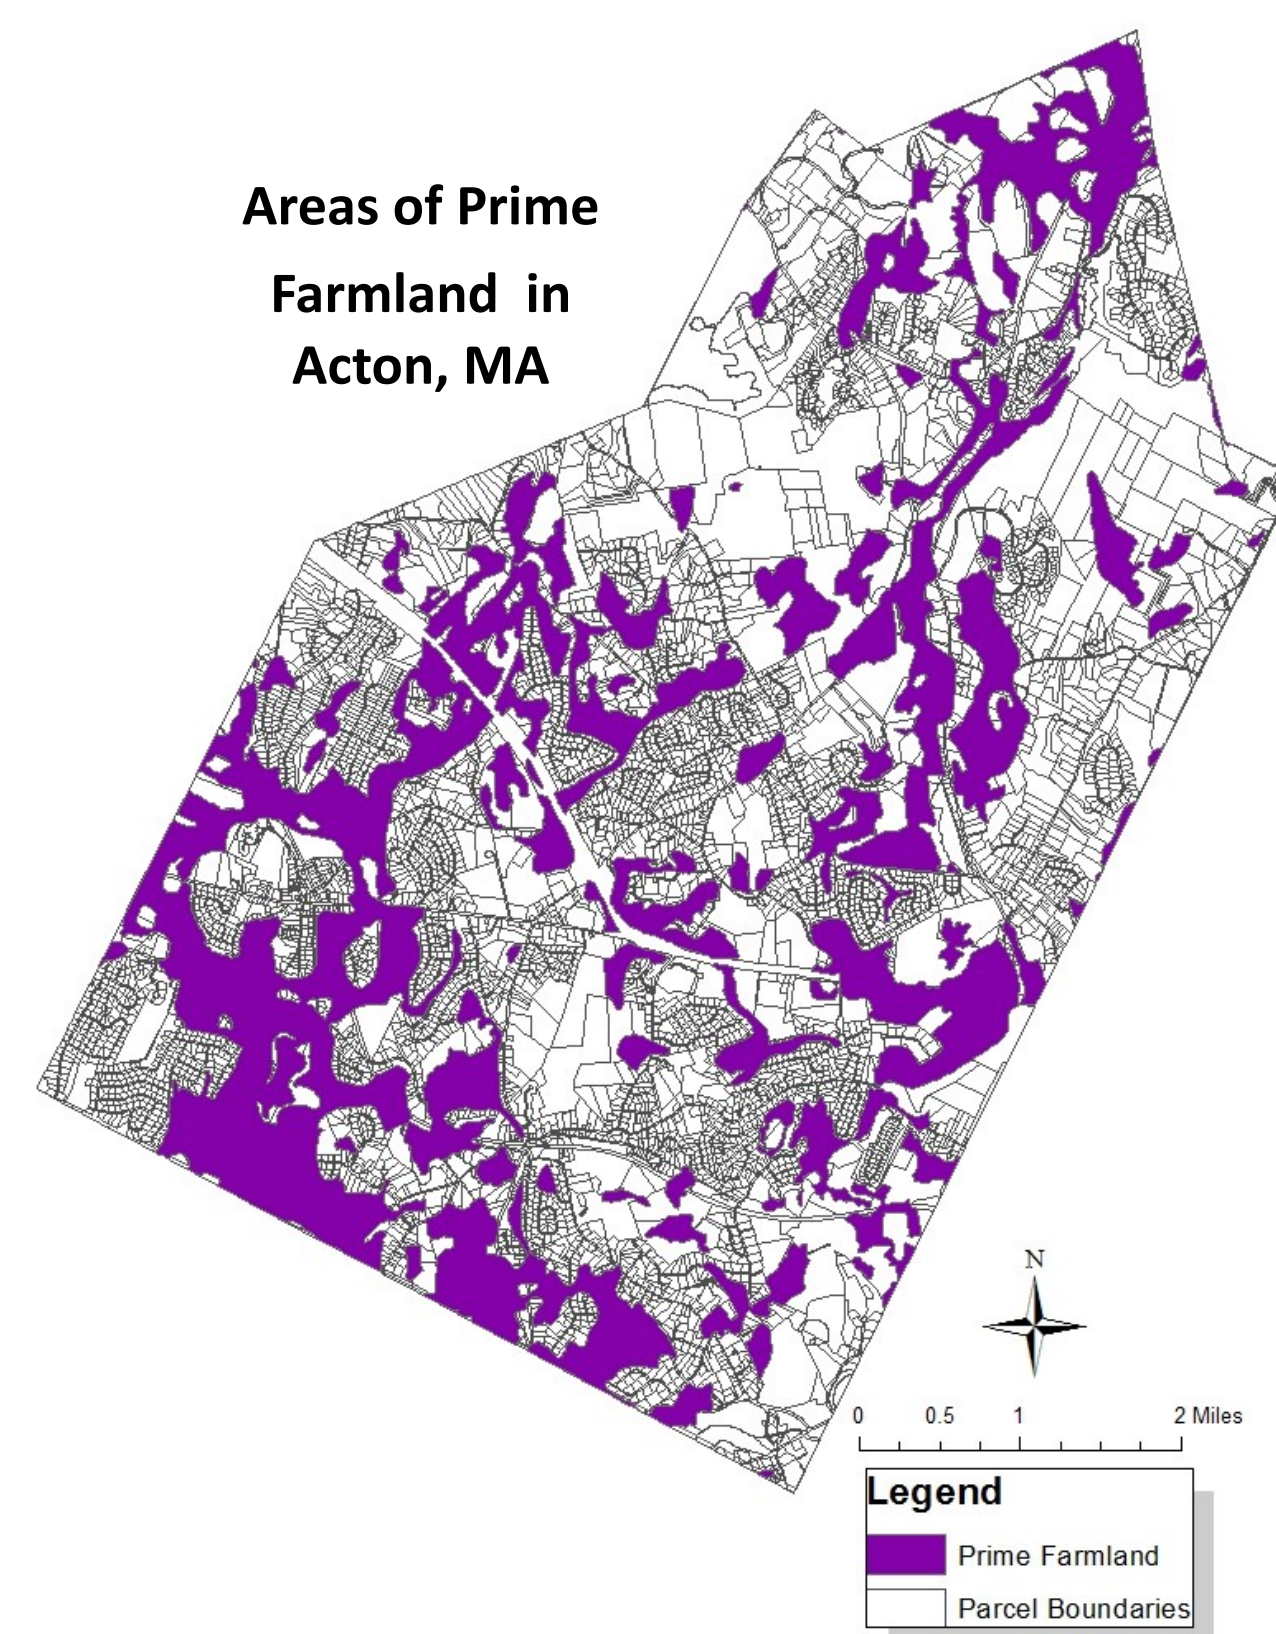 Areas of Prime
Farmland in
Acton, MA
N
0 0.5 1 2 Miles
Legend
Prime Farmland
Parcel Boundaries